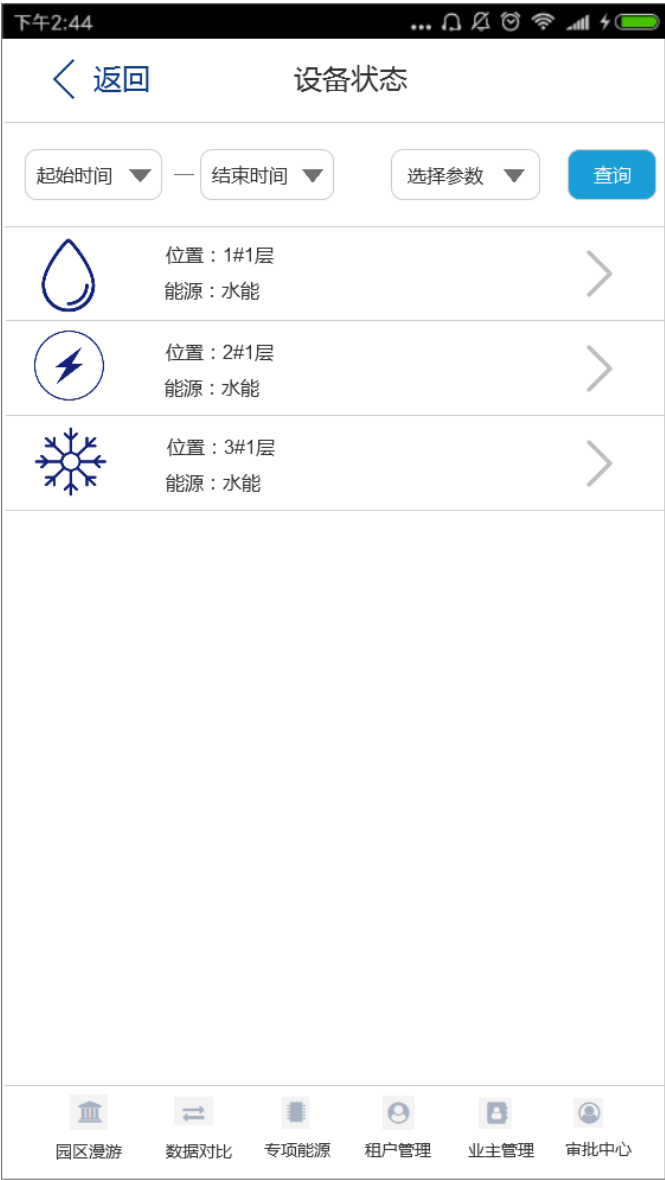 下午2:44
返回 设备状态
起始时间 — 结束时间 选择参数 查询
位置：1#1层
能源：水能
位置：2#1层
能源：水能
位置：3#1层
能源：水能
园区漫游 数据对比 专项能源 租户管理 业主管理 审批中心